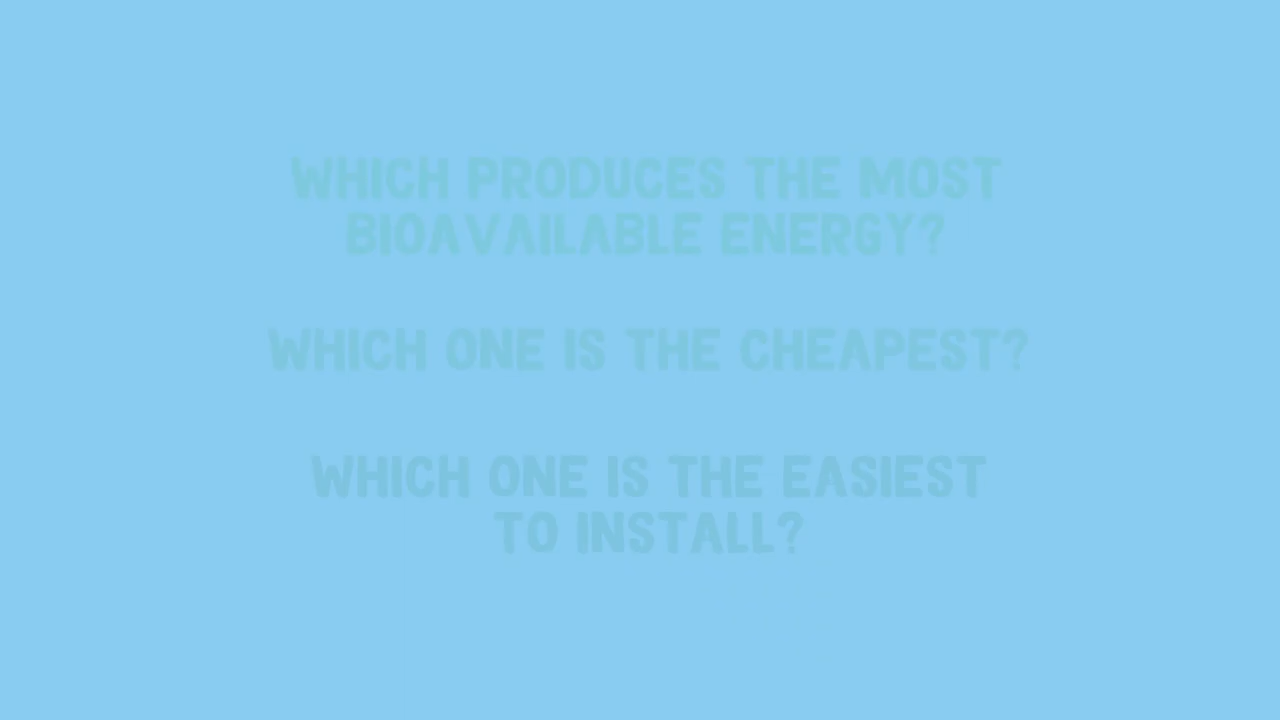 WHICH PRODUCES THE MOST
BIOAVAILABLE ENERGY?
WHICH ONE IS THE CHEAPEST?
WHICH ONE IS THE EASIEST
TO INSTALL?